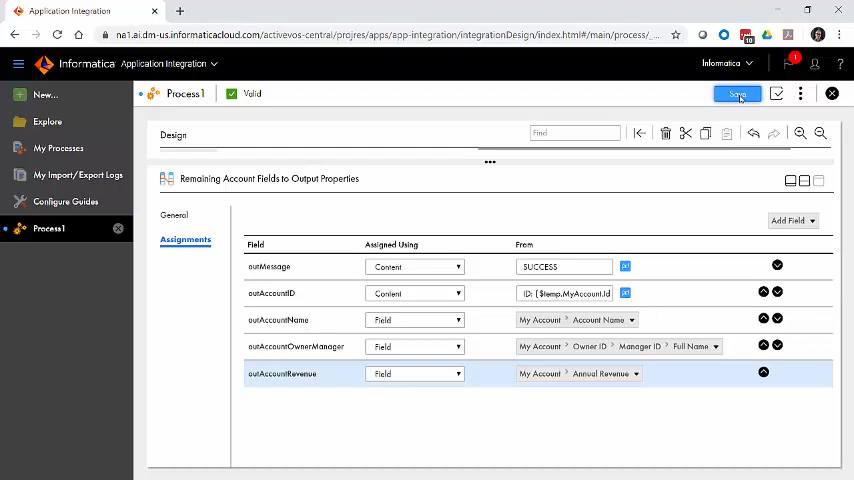 Application Integration
na1.ai.dm-us.informaticacloud.com/activevos-central/projres/apps/app-integration/integrationDesign/index.html#/main/process/_...
10
Informatica Application Integration
Informatica
1
?
New...
Explore
My Processes
My Import/Export Logs
Configure Guides
Process1
Process1
Valid
Save
Design
Find
Remaining Account Fields to Output Properties
General
Assignments
Add Field
Field Assigned Using From
outMessage Content SUCCESS
outAccountID Content ID: { $temp.MyAccount.Id
outAccountName Field My Account > Account Name
outAccountOwnerManager Field My Account > Owner ID > Manager ID > Full Name
outAccountRevenue Field My Account > Annual Revenue